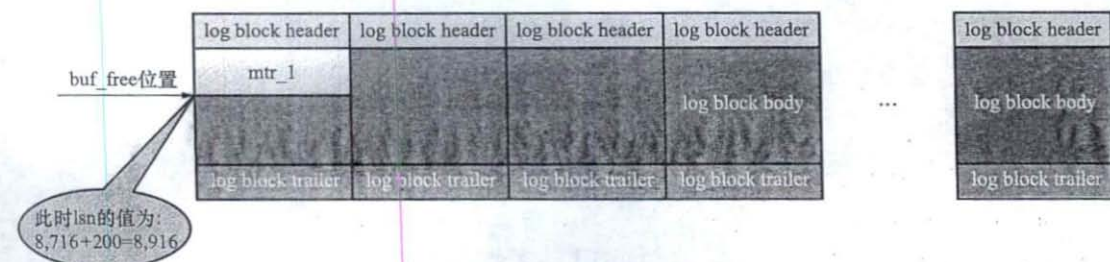 log block header log block header log block header log block header log block header
mtr_1
buf_free位置
log block body ... log block body
log block trailer log block trailer log block trailer log block trailer log block trailer
此时lsn的值为:
8,716+200=8,916